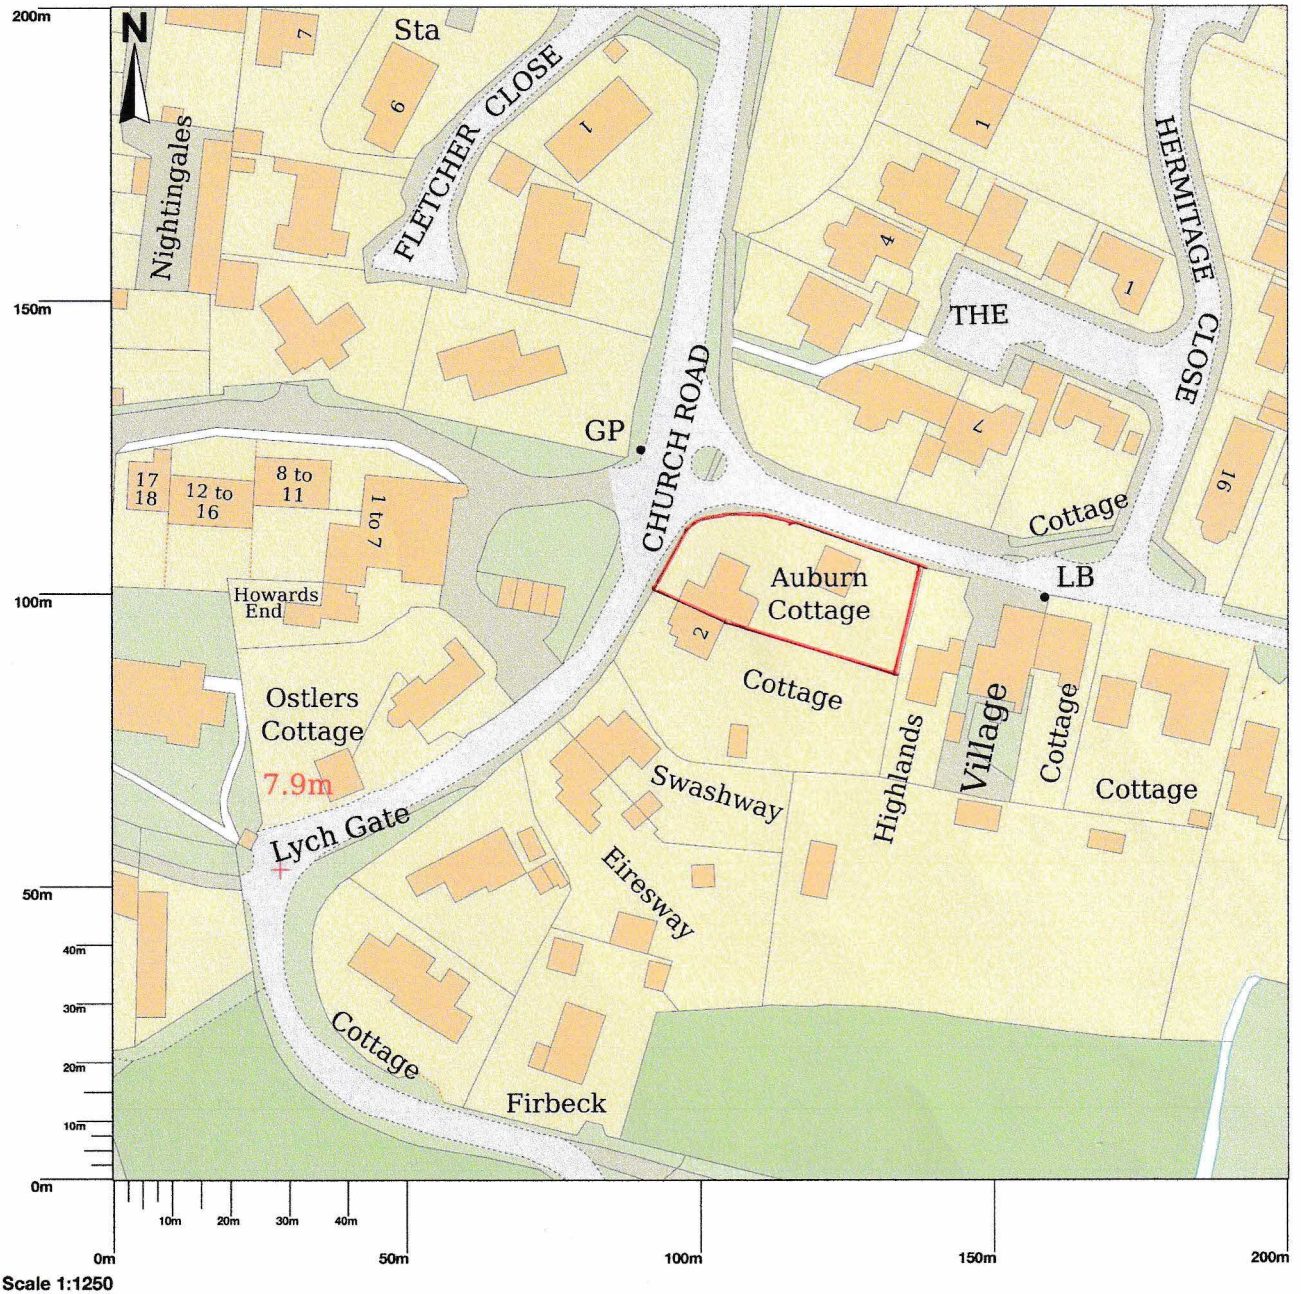 200m
N
Sta
7
6
FLETCHER CLOSE
1
1
HERMITAGE
CLOSE
Nightingales
4
1
THE
150m
CHURCH ROAD
GP
7
16
17
18
12 to
16
8 to
11
1 to 7
Cottage
LB
100m
Howards
End
Auburn
Cottage
2
Cottage
Ostlers
Cottage
7.9m
Lych Gate
Swashway
Highlands
Village
Cottage
Cottage
Eiresway
50m
40m
30m
20m
10m
0m
Cottage
Firbeck
10m 20m 30m 40m
0m 50m 100m 150m 200m
Scale 1:1250